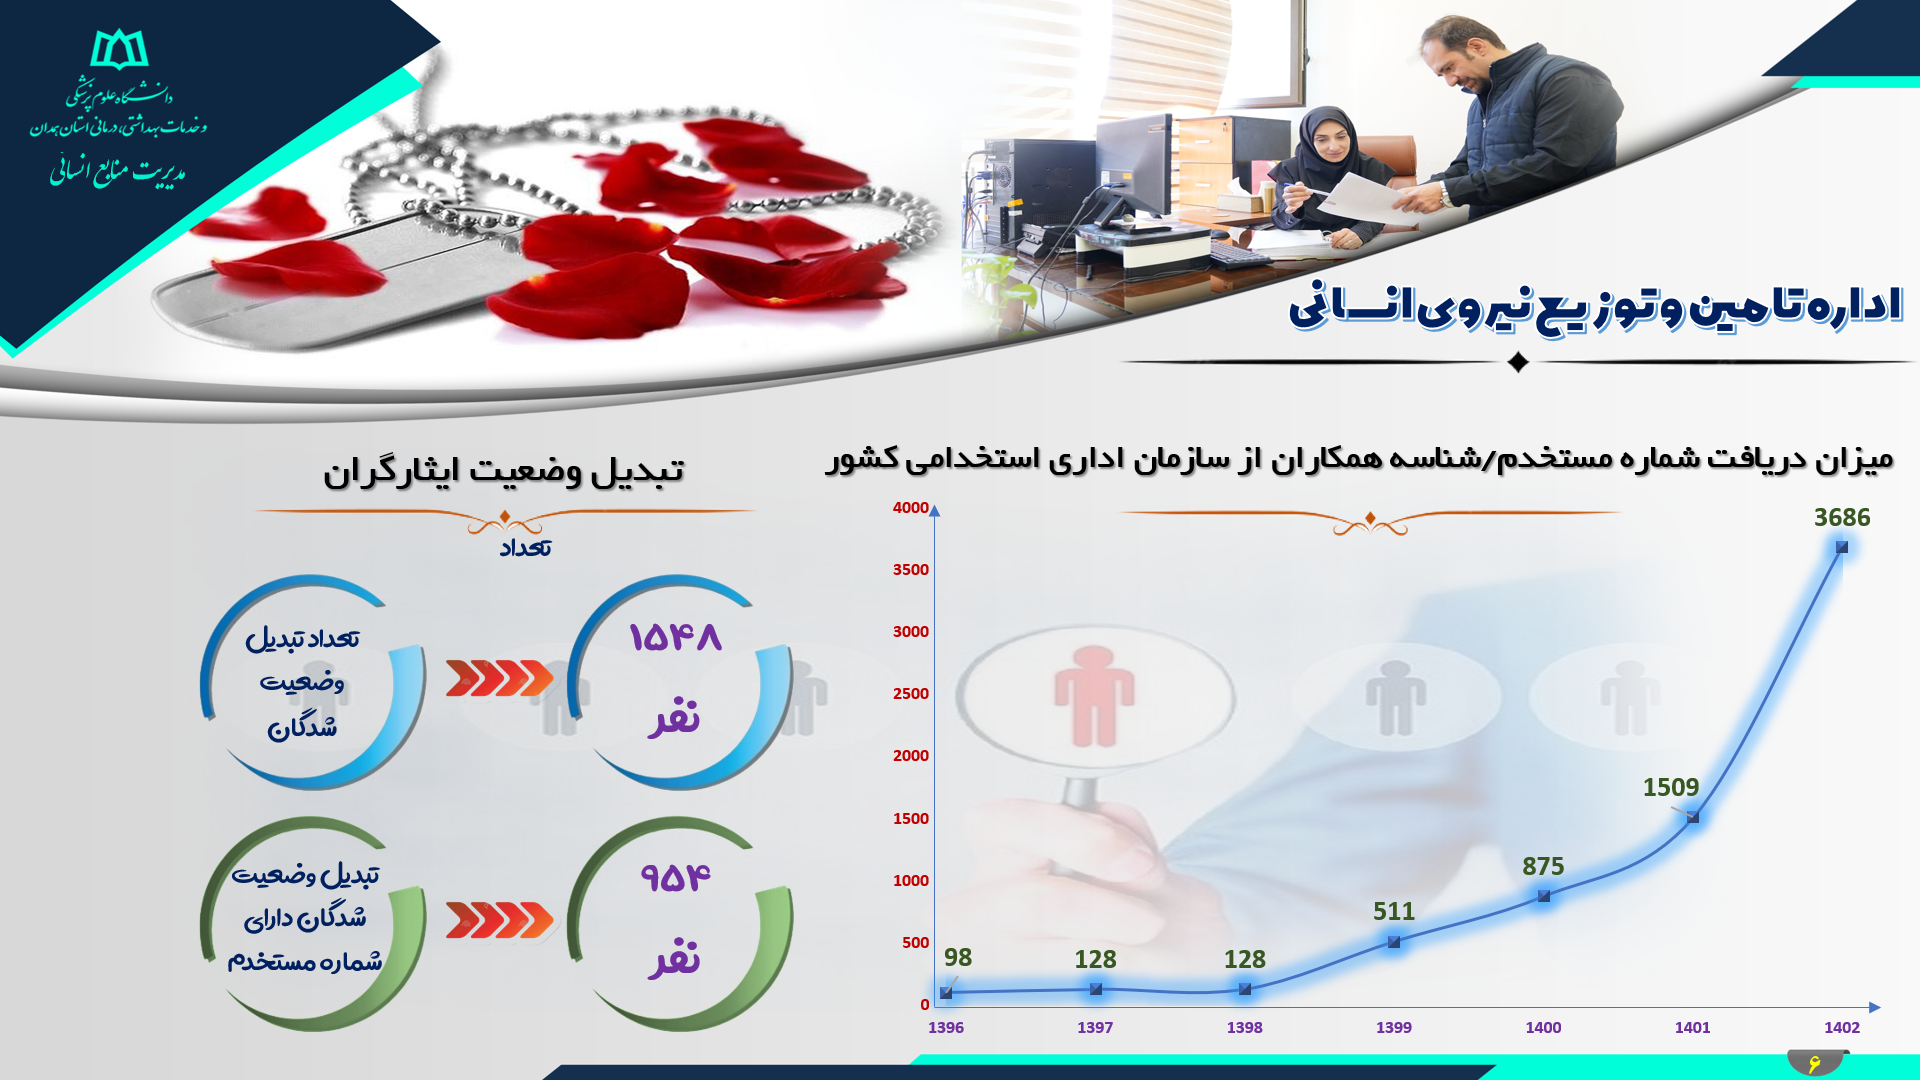 دانشگاه علوم پزشکی
و خدمات بهداشتی، درمانی استان همدان
مدیریت منابع انسانی
اداره تامین و توزیع نیروی انسانی
میزان دریافت شماره مستخدم/شناسه همکاران از سازمان اداری استخدامی کشور
4000
3500
3000
2500
2000
1500
1000
500
0
98
128
128
511
875
1509
3686
1396
1397
1398
1399
1400
1401
1402
تبدیل وضعیت ایثارگران
تعداد
تعداد تبدیل
وضعیت
شدگان
۱۵۴۸
نفر
تبدیل وضعیت
شدگان دارای
شماره مستخدم
۹۵۴
نفر
۶